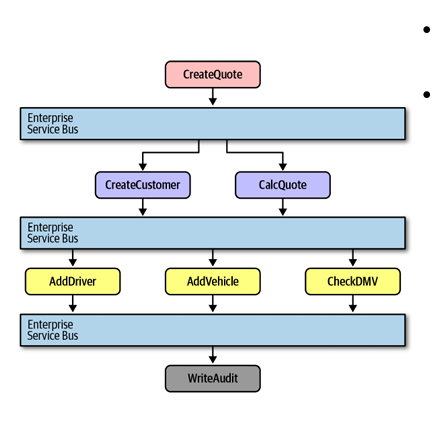 CreateQuote
Enterprise
Service Bus
CreateCustomer CalcQuote
Enterprise
Service Bus
AddDriver AddVehicle CheckDMV
Enterprise
Service Bus
WriteAudit